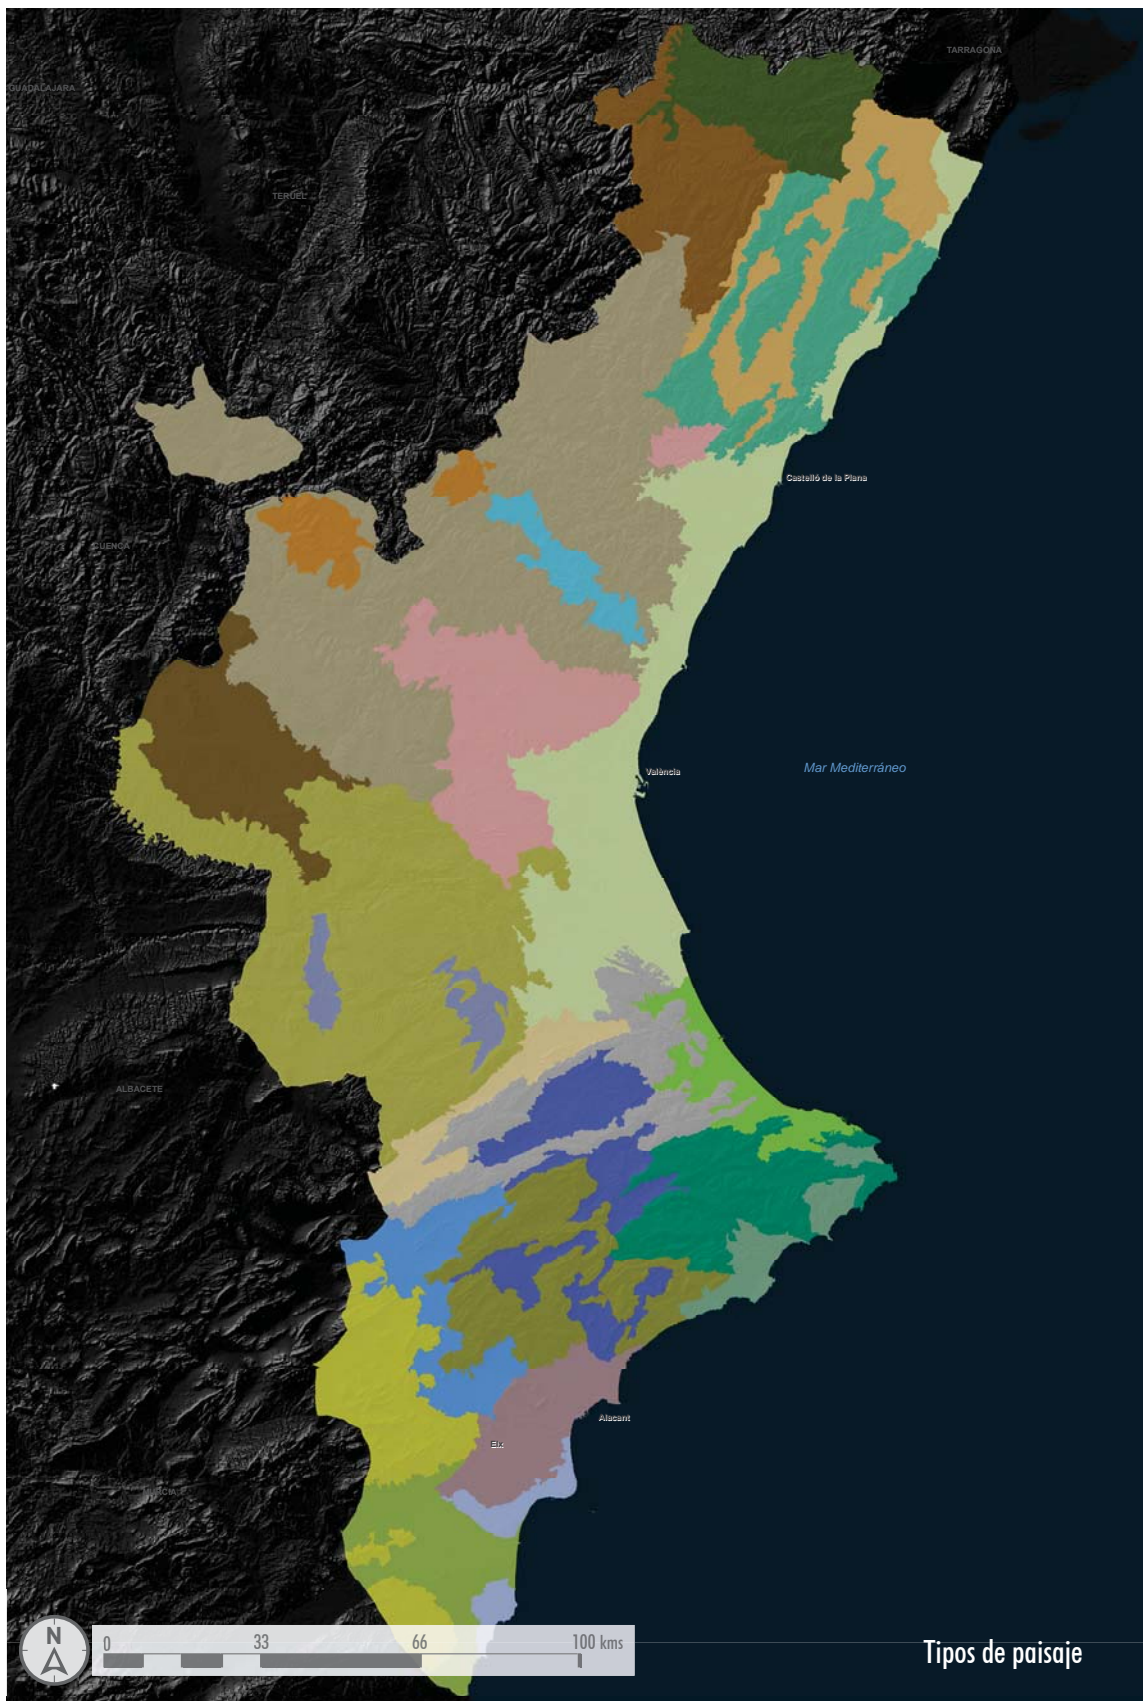 TARRAGONA
GUADALAJARA
TERUEL
Castelló de la Plana
CUENCA
València
Mar Mediterráneo
ALBACETE
Alacant
Elx
N
0 33 66 100 kms
Tipos de paisaje